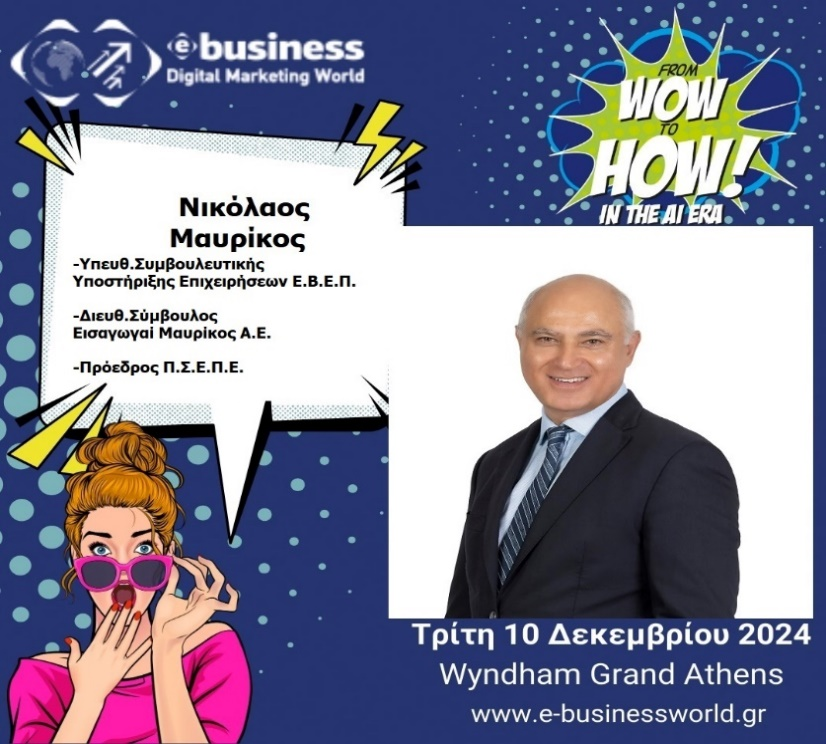 e-business
Digital Marketing World
FROM
WOW
TO
HOW!
IN THE AI ERA
Νικόλαος
Μαυρίκος
-Υπευθ.Συμβουλευτικής
Υποστήριξης Επιχειρήσεων Ε.Β.Ε.Π.
-Διευθ.Σύμβουλος
Εισαγωγαί Μαυρίκος Α.Ε.
-Πρόεδρος Π.Σ.Ε.Π.Ε.
Τρίτη 10 Δεκεμβρίου 2024
Wyndham Grand Athens
www.e-businessworld.gr